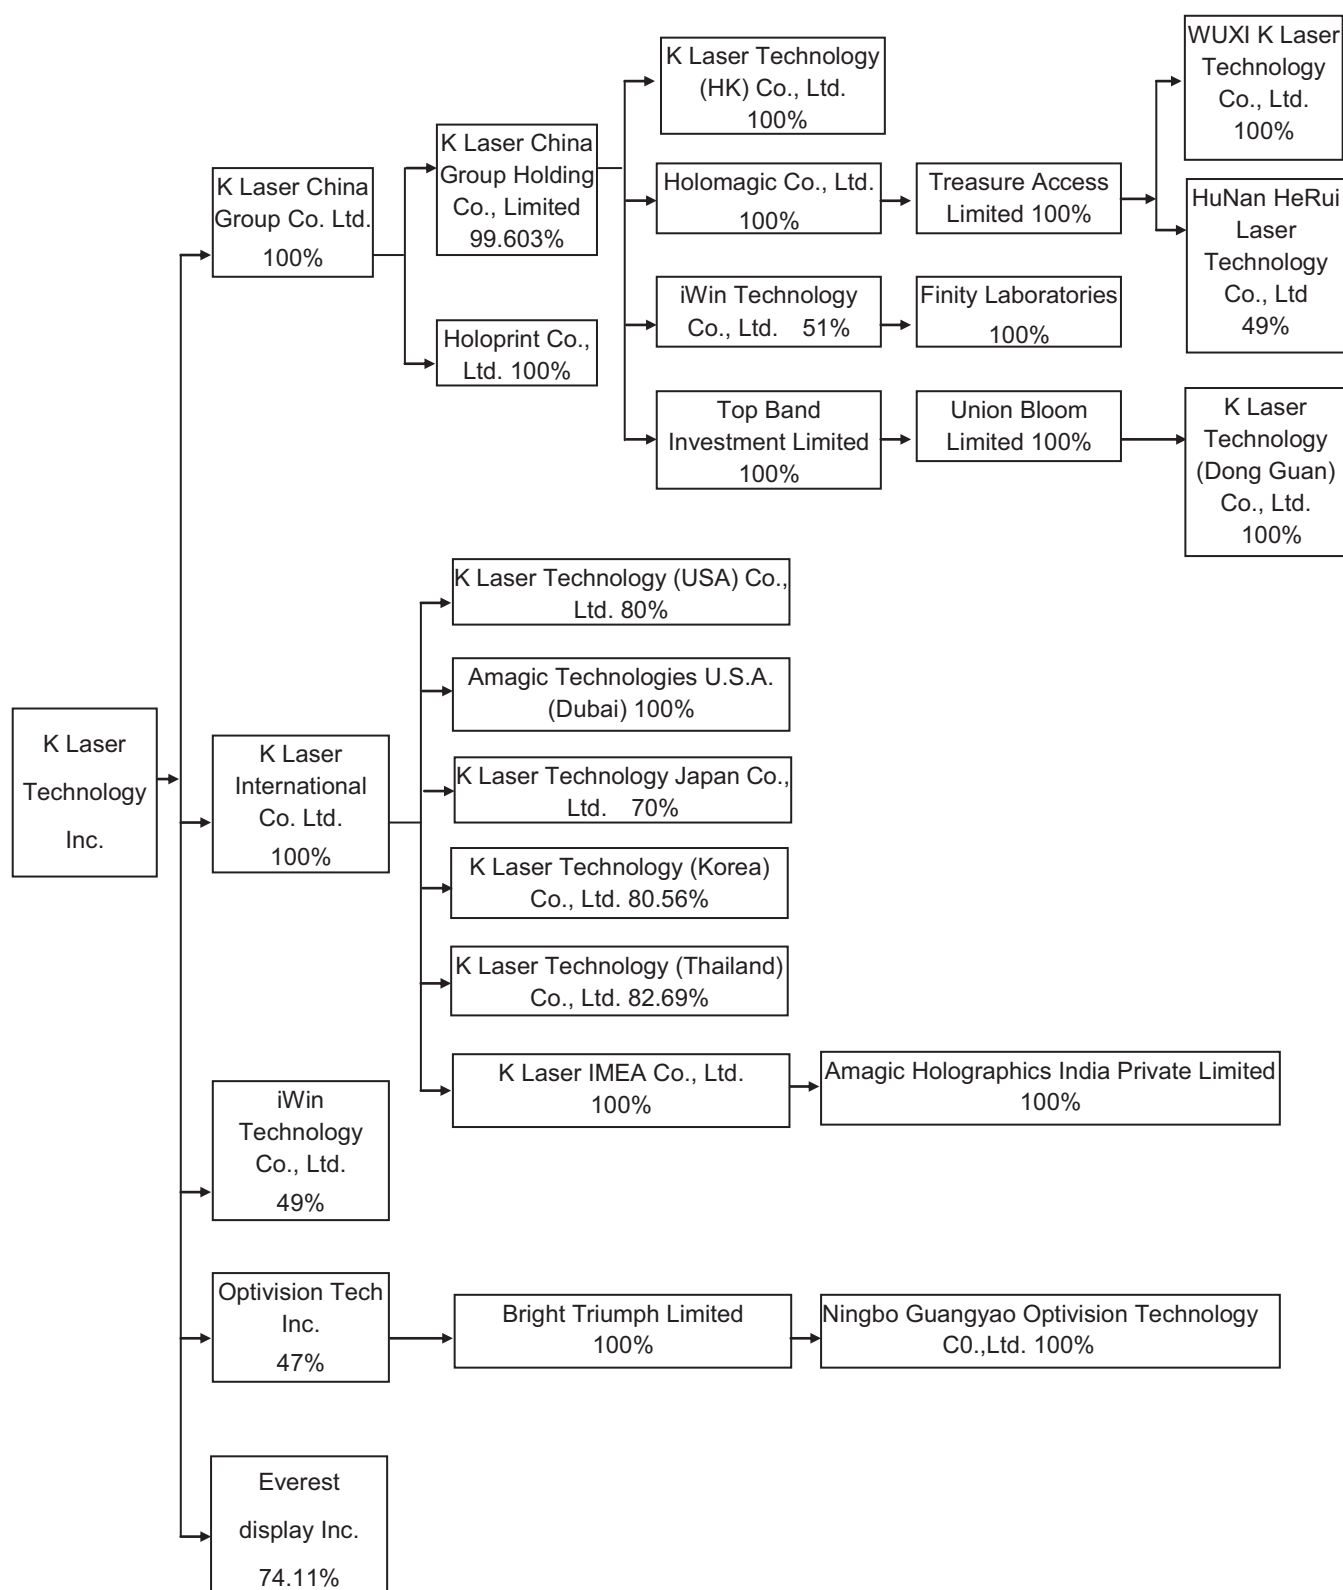 K Laser
Technology
Inc.
K Laser China
Group Co. Ltd.
100%
K Laser China
Group Holding
Co., Limited
99.603%
Holoprint Co.,
Ltd. 100%
K Laser Technology
(HK) Co., Ltd.
100%
Holomagic Co., Ltd.
100%
Treasure Access
Limited 100%
WUXI K Laser
Technology
Co., Ltd.
100%
HuNan HeRui
Laser
Technology
Co., Ltd
49%
iWin Technology
Co., Ltd. 51%
Finity Laboratories
100%
Top Band
Investment Limited
100%
Union Bloom
Limited 100%
K Laser
Technology
(Dong Guan)
Co., Ltd.
100%
K Laser
International
Co. Ltd.
100%
K Laser Technology (USA) Co.,
Ltd. 80%
Amagic Technologies U.S.A.
(Dubai) 100%
K Laser Technology Japan Co.,
Ltd. 70%
K Laser Technology (Korea)
Co., Ltd. 80.56%
K Laser Technology (Thailand)
Co., Ltd. 82.69%
K Laser IMEA Co., Ltd.
100%
Amagic Holographics India Private Limited
100%
iWin
Technology
Co., Ltd.
49%
Optivision Tech
Inc.
47%
Bright Triumph Limited
100%
Ningbo Guangyao Optivision Technology
C0.,Ltd. 100%
Everest
display Inc.
74.11%